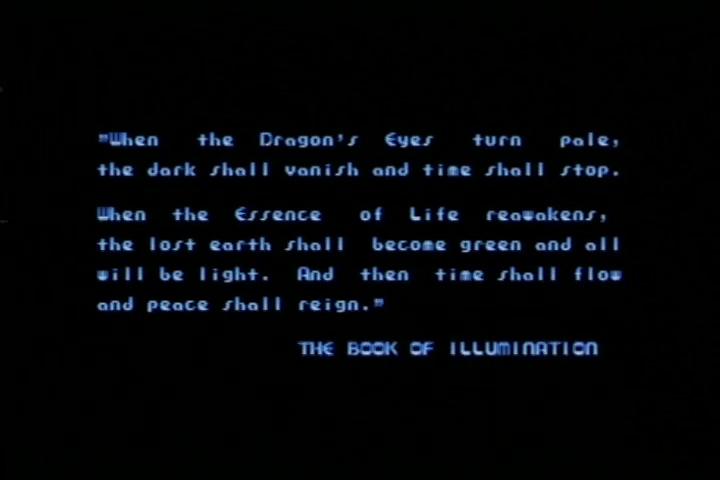 "When the Dragon's Eyes turn pale,
the dark shall vanish and time shall stop.
When the Essence of Life reawakens,
the lost earth shall become green and all
will be light. And then time shall flow
and peace shall reign."
THE BOOK OF ILLUMINATION